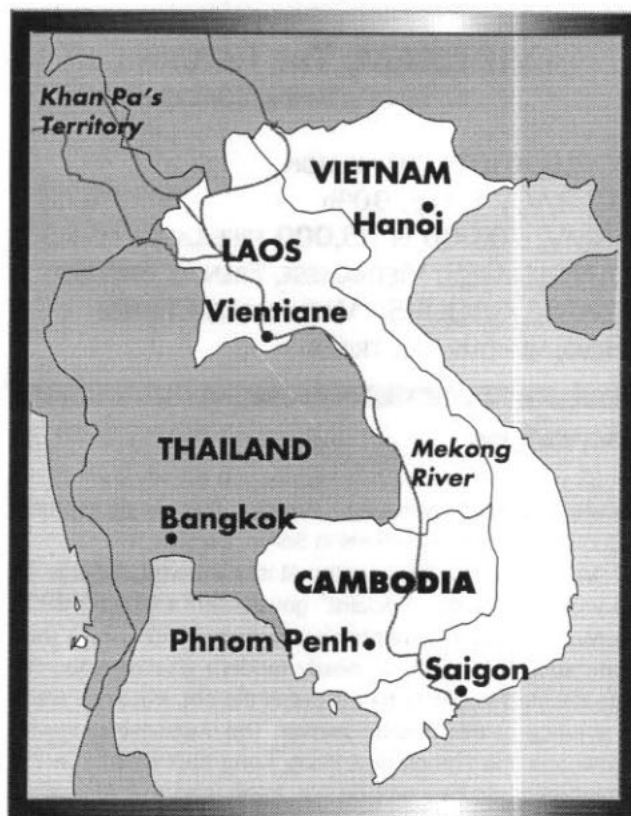 Khan Pa's
Territory
VIETNAM
Hanoi
LAOS
Vientiane
THAILAND
Mekong
River
Bangkok
CAMBODIA
Phnom Penh
Saigon